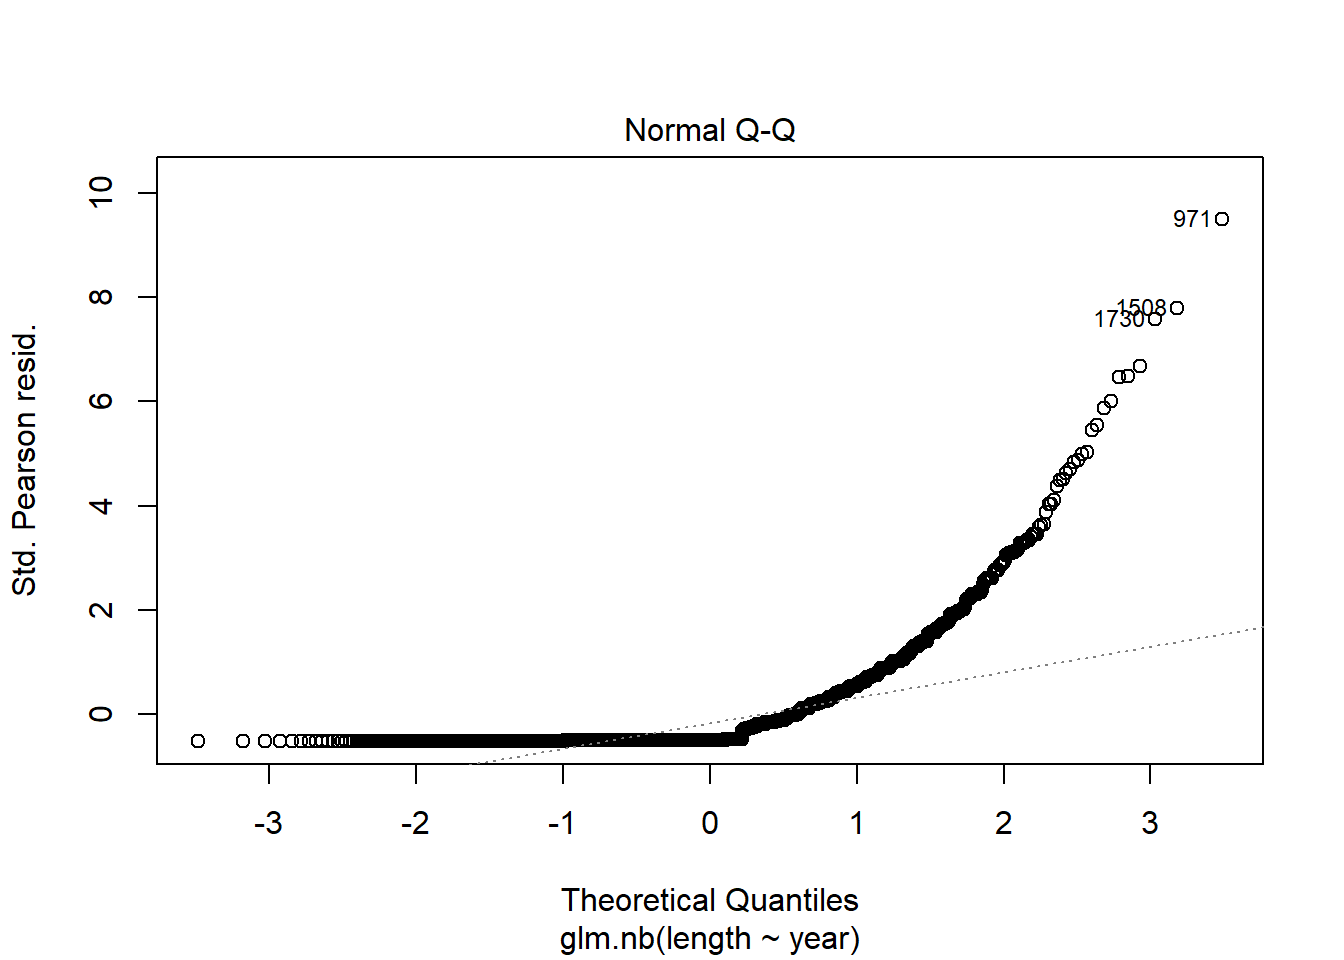 Normal Q-Q
Std. Pearson resid.
10
8
6
4
2
0
971
1508
1730
-3 -2 -1 0 1 2 3
Theoretical Quantiles
glm.nb(length ~ year)